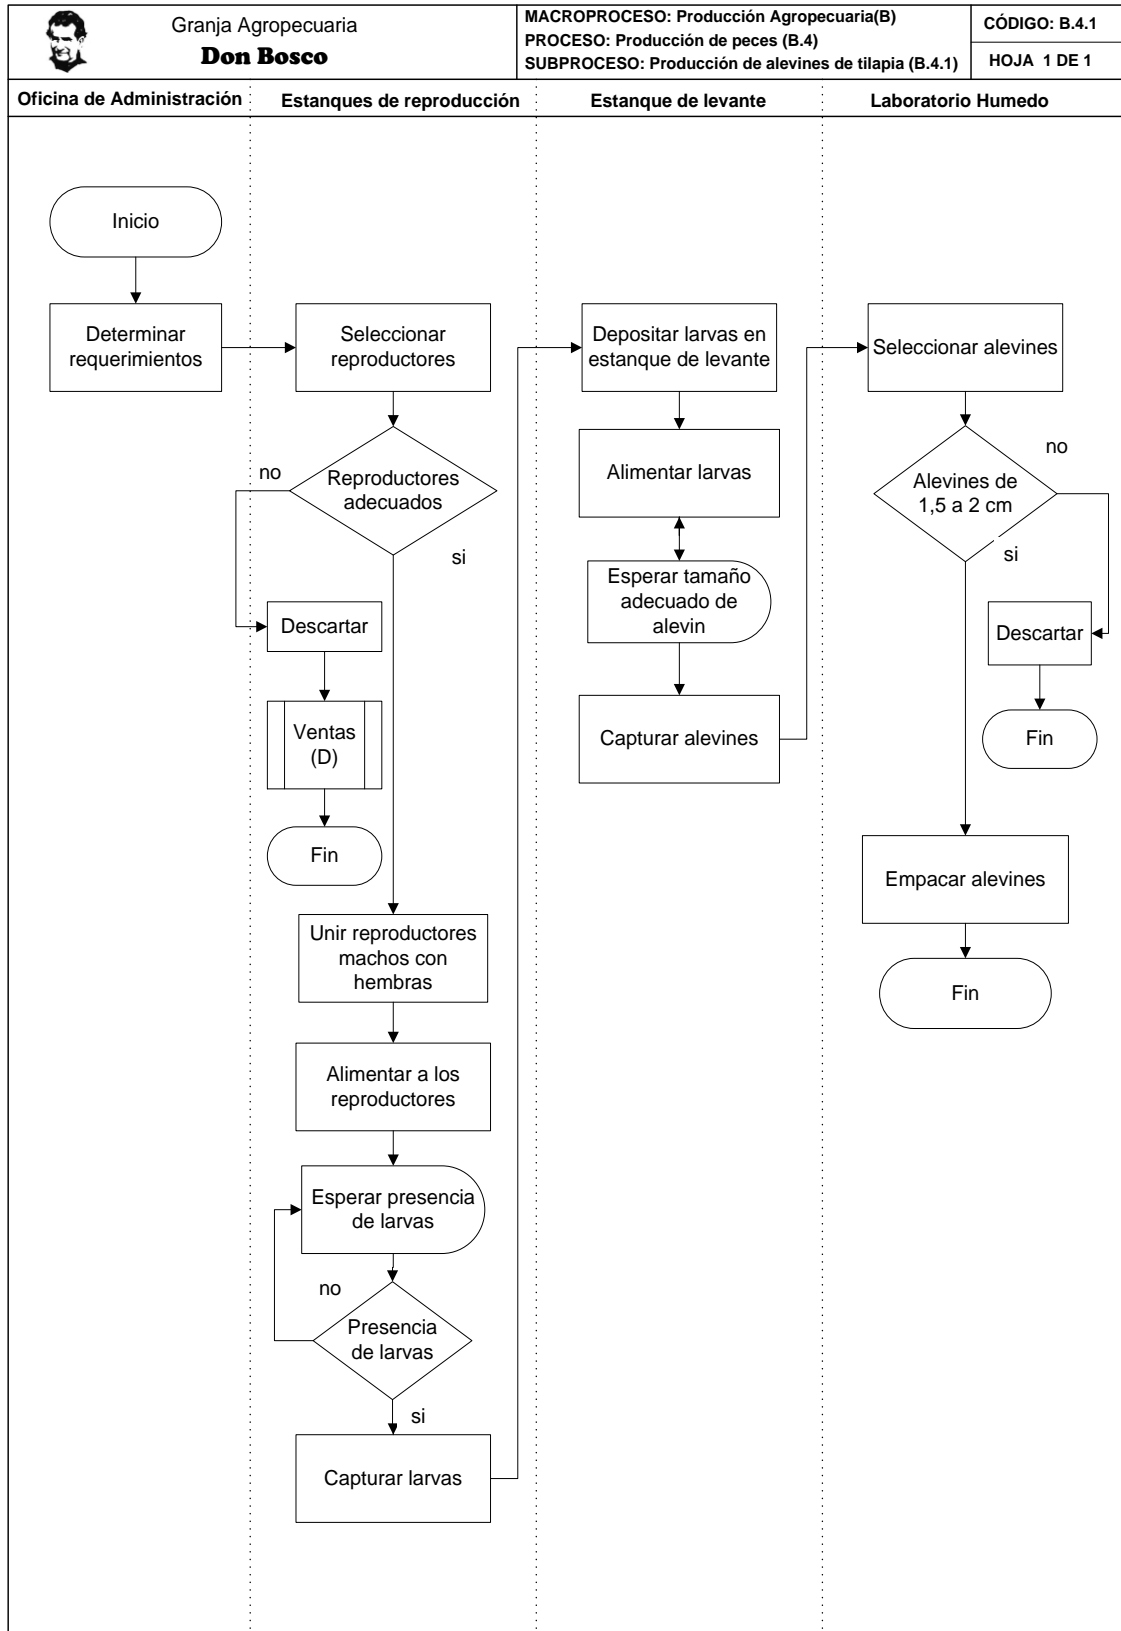 Granja Agropecuaria
Don Bosco
MACROPROCESO: Producción Agropecuaria(B)
PROCESO: Producción de peces (B.4)
SUBPROCESO: Producción de alevines de tilapia (B.4.1)
CÓDIGO: B.4.1
HOJA 1 DE 1
Oficina de Administración
Estanques de reproducción
Estanque de levante
Laboratorio Humedo
Inicio
Determinar
requerimientos
Seleccionar
reproductores
no
Reproductores
adecuados
si
Descartar
Ventas
(D)
Fin
Unir reproductores
machos con
hembras
Alimentar a los
reproductores
Esperar presencia
de larvas
no
Presencia
de larvas
si
Capturar larvas
Depositar larvas en
estanque de levante
Alimentar larvas
Esperar tamaño
adecuado de
alevin
Capturar alevines
Seleccionar alevines
no
Alevines de
1,5 a 2 cm
si
Descartar
Fin
Empacar alevines
Fin